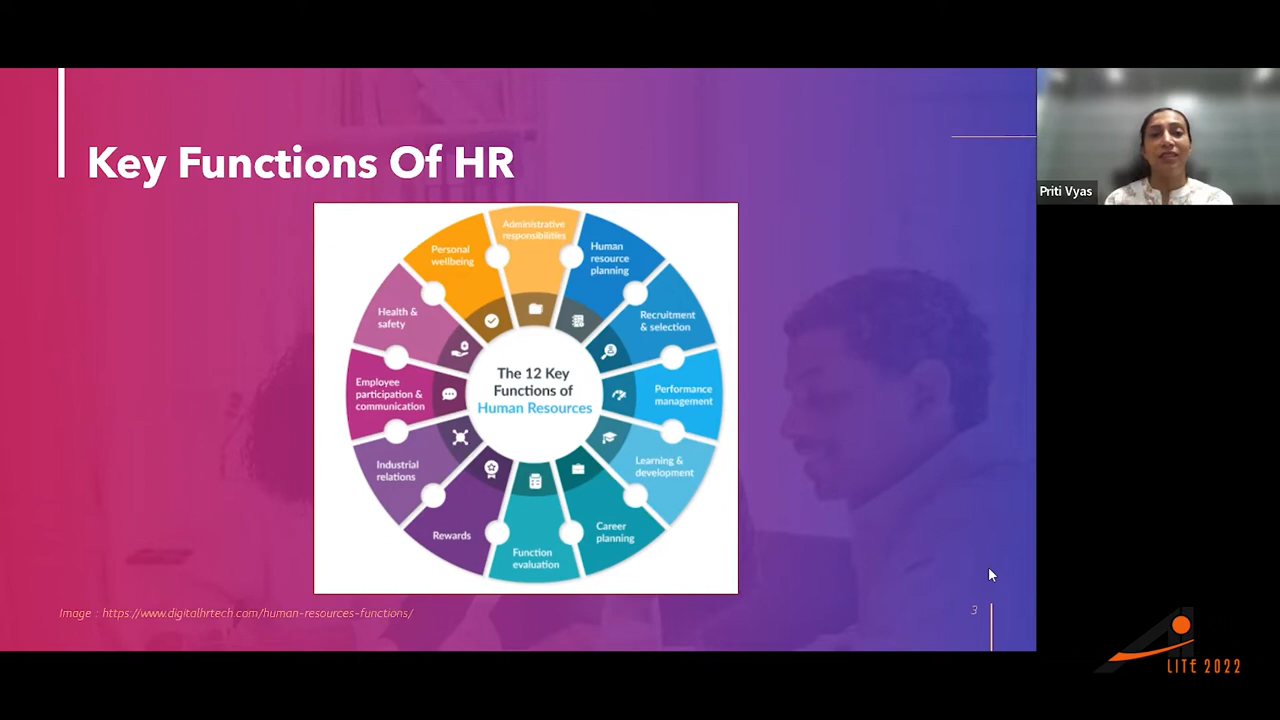 Key Functions Of HR
Administrative
responsibilities
Human
resource
planning
Recruitment
& selection
Performance
management
Learning &
development
Career
planning
Function
evaluation
Rewards
Industrial
relations
Employee
participation &
communication
Health &
safety
Personal
wellbeing
The 12 Key
Functions of
Human Resources
Image : https://www.digitalhrtech.com/human-resources-functions/
3
Priti Vyas
LITE 2022